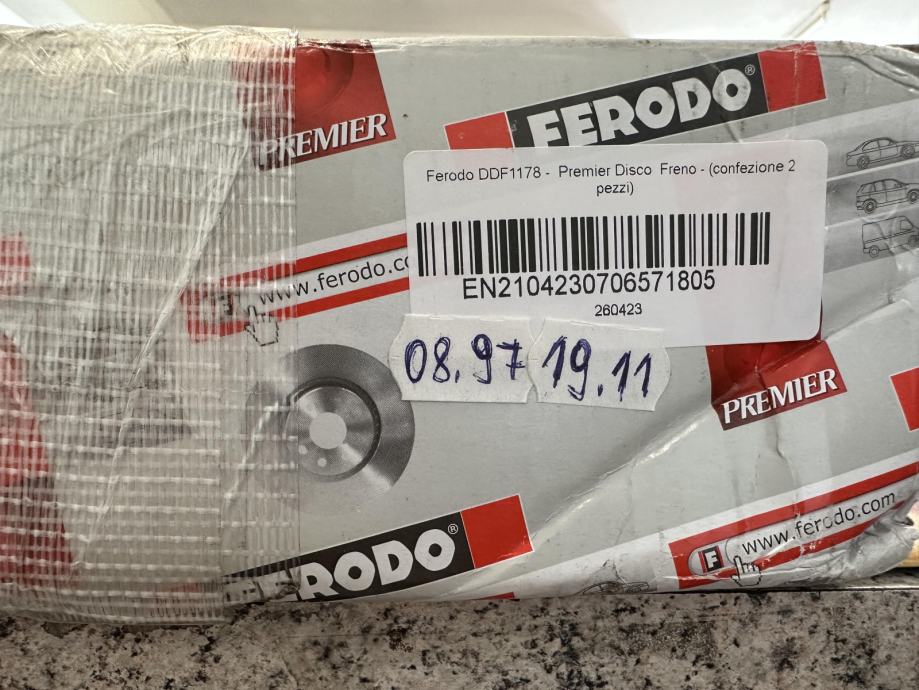 PREMIER
FERODO®
Ferodo DDF1178 - Premier Disco Freno - (confezione 2
pezzi)
www.ferodo.co
EN2104230706571805
260423
08.97 19.11
PREMIER
FERODO®
F www.ferodo.com